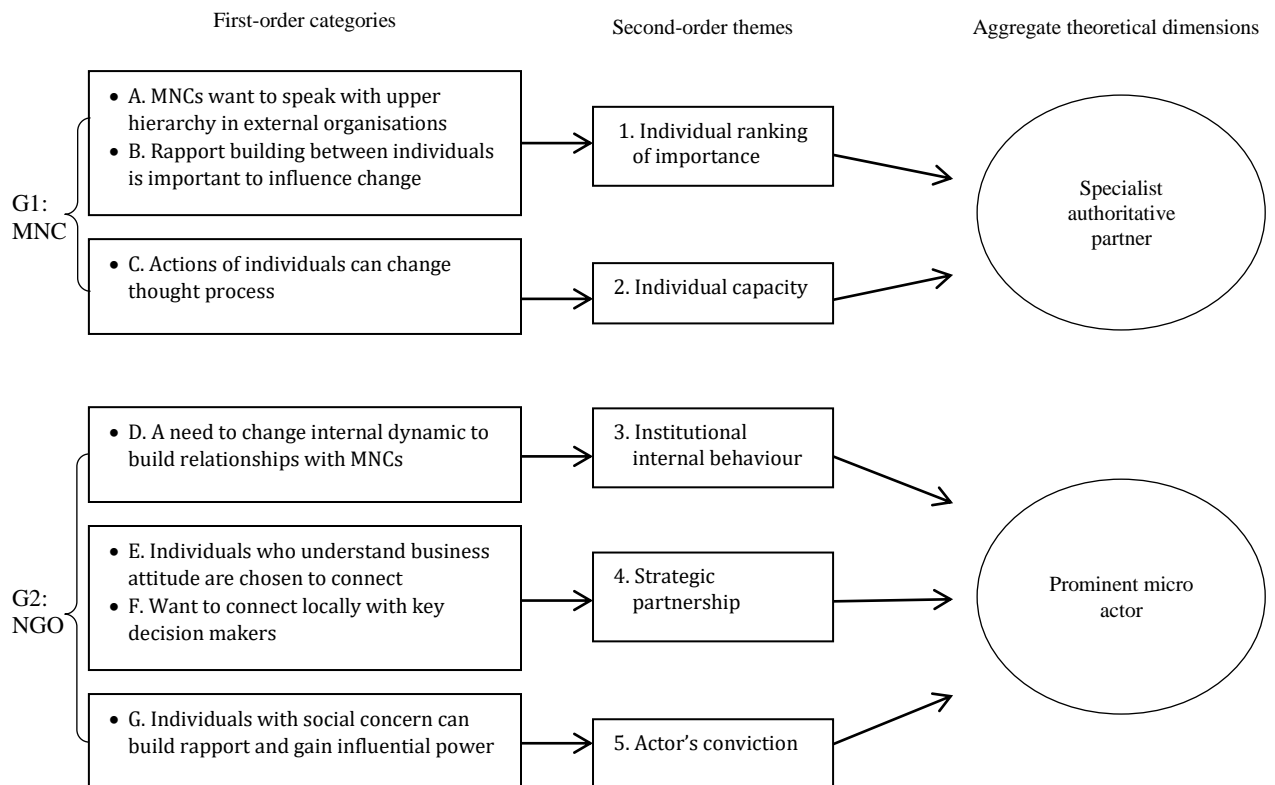 First-order categories
Second-order themes
Aggregate theoretical dimensions
G1:
MNC
• A. MNCs want to speak with upper
hierarchy in external organisations
• B. Rapport building between individuals
is important to influence change
1. Individual ranking
of importance
Specialist
authoritative
partner
• C. Actions of individuals can change
thought process
2. Individual capacity
G2:
NGO
• D. A need to change internal dynamic to
build relationships with MNCs
3. Institutional
internal behaviour
• E. Individuals who understand business
attitude are chosen to connect
• F. Want to connect locally with key
decision makers
4. Strategic
partnership
Prominent micro
actor
• G. Individuals with social concern can
build rapport and gain influential power
5. Actor’s conviction